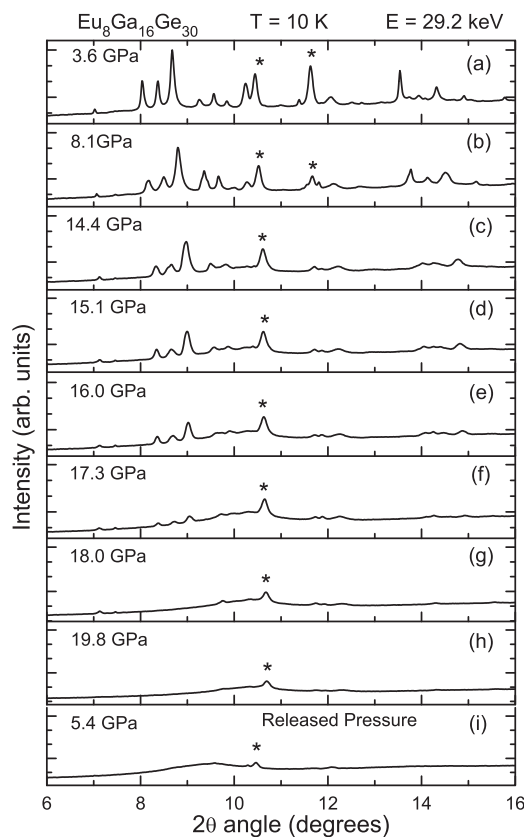 Eu₈Ga₁₆Ge₃₀ T = 10 K E = 29.2 keV
3.6 GPa * * (a)
8.1GPa * * (b)
14.4 GPa * (c)
15.1 GPa * (d)
16.0 GPa * (e)
17.3 GPa * (f)
18.0 GPa * (g)
19.8 GPa * (h)
5.4 GPa * Released Pressure (i)
6 8 10 12 14 16
2θ angle (degrees)
Intensity (arb. units)